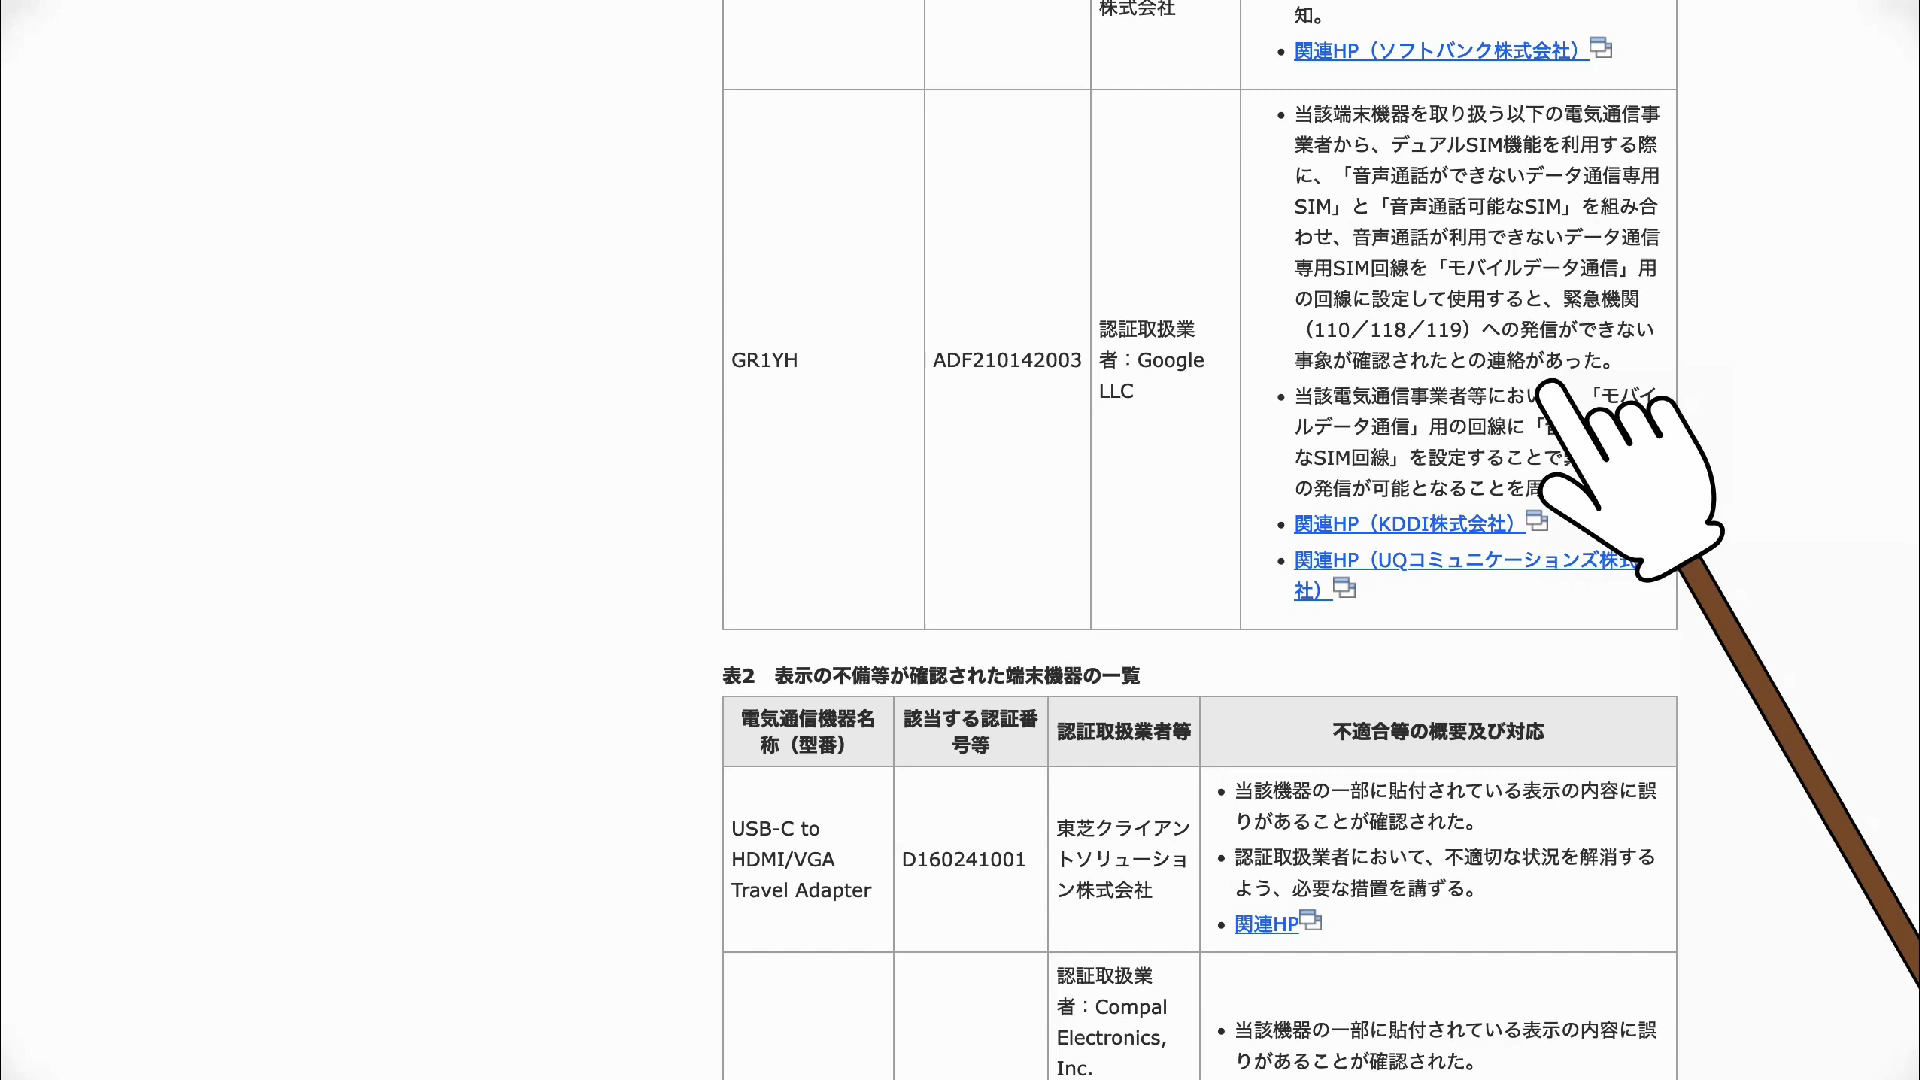 株式会社
知。
関連HP（ソフトバンク株式会社）
GR1YH
ADF210142003
認証取扱業
者：Google
LLC
当該端末機器を取り扱う以下の電気通信事
業者から、デュアルSIM機能を利用する際
に、「音声通話ができないデータ通信専用
SIM」と「音声通話可能なSIM」を組み合
わせ、音声通話が利用できないデータ通信
専用SIM回線を「モバイルデータ通信」用
の回線に設定して使用すると、緊急機関
（110／118／119）への発信ができない
事象が確認されたとの連絡があった。
当該電気通信事業者等にお 「モバイ
ルデータ通信」用の回線に「
なSIM回線」を設定することで
の発信が可能となることを
関連HP（KDDI株式会社）
関連HP（UQコミュニケーションズ株式
社）
表2　表示の不備等が確認された端末機器の一覧
電気通信機器名
称（型番）
該当する認証番
号等
認証取扱業者等
不適合等の概要及び対応
USB-C to
HDMI/VGA
Travel Adapter
D160241001
東芝クライアン
トソリューショ
ン株式会社
当該機器の一部に貼付されている表示の内容に誤
りがあることが確認された。
認証取扱業者において、不適切な状況を解消する
よう、必要な措置を講ずる。
関連HP
認証取扱業
者：Compal
Electronics,
Inc.
当該機器の一部に貼付されている表示の内容に誤
りがあることが確認された。